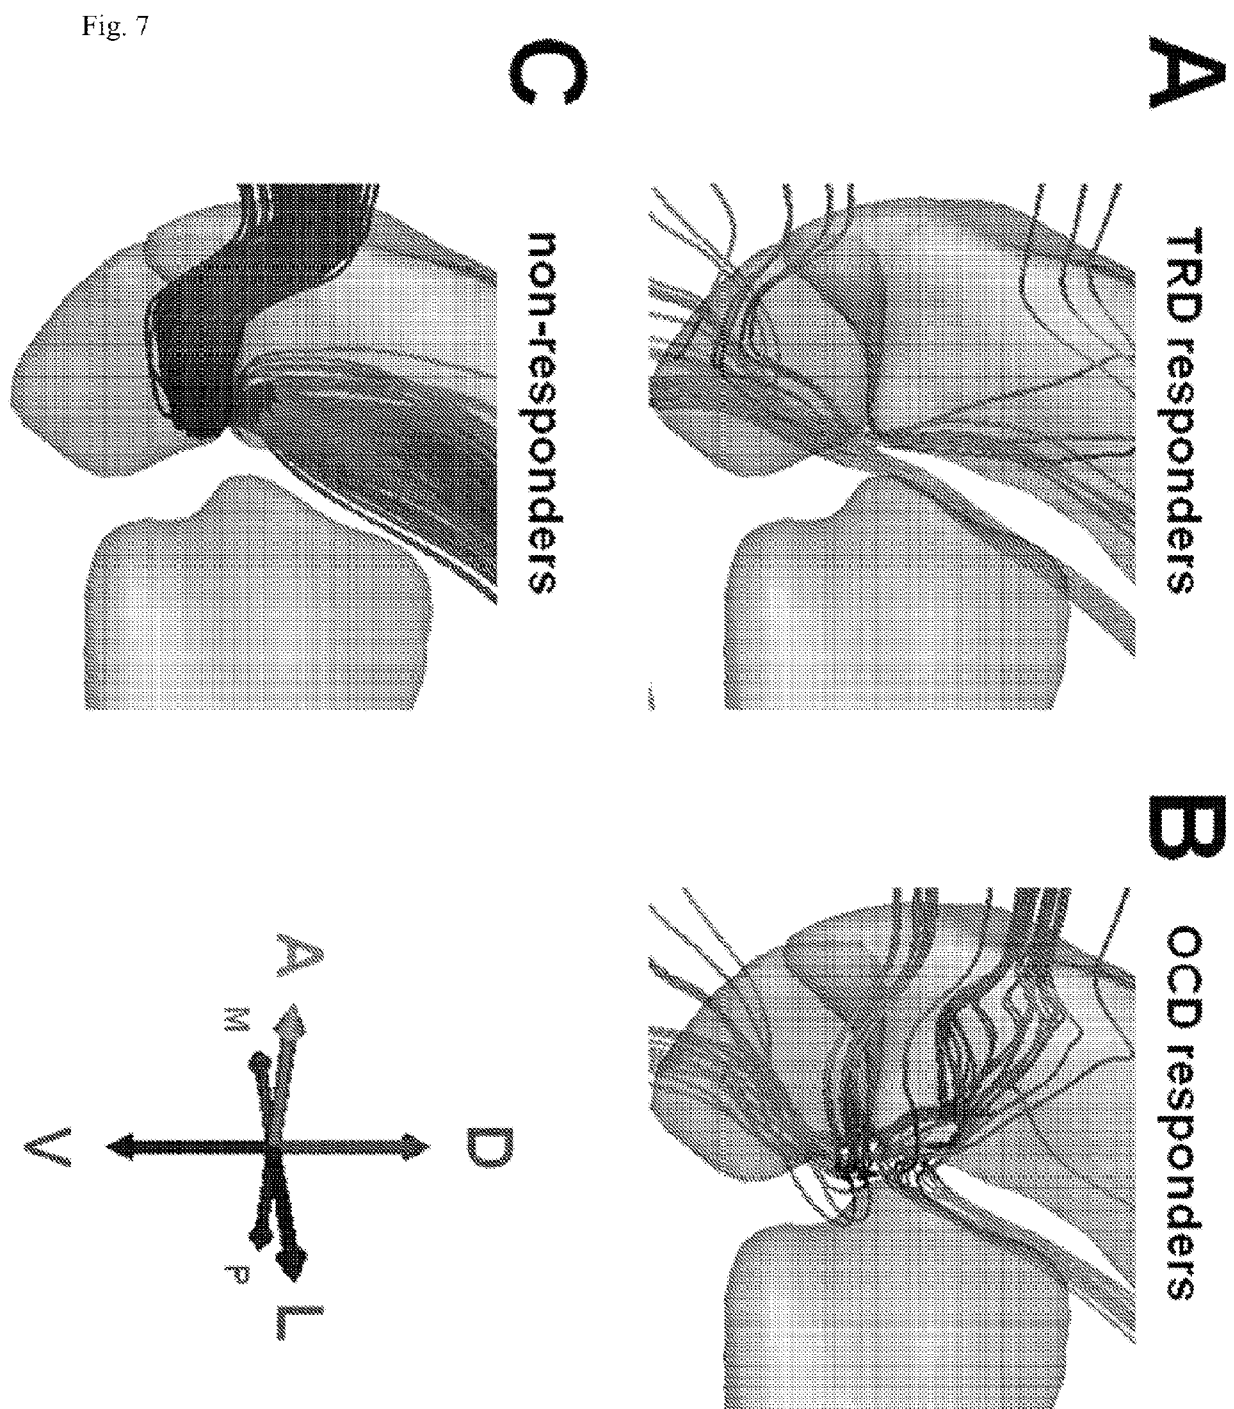 Fig. 7
A TRD responders
B OCD responders
C non-responders
D
A
M
P
L
V